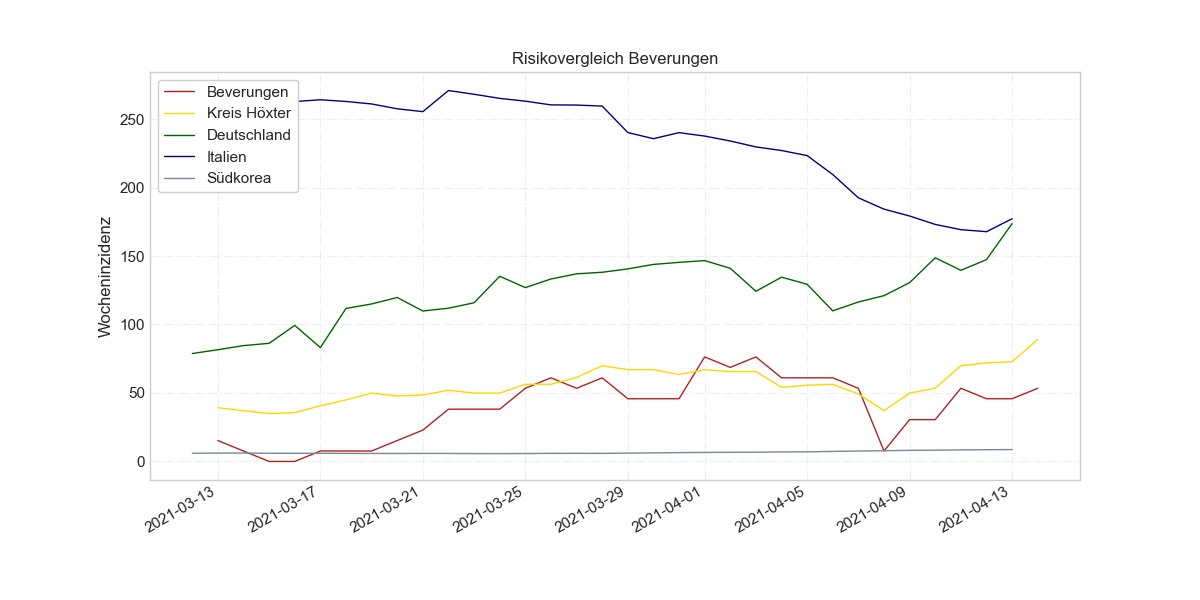 Risikovergleich Beverungen
Beverungen
Kreis Höxter
Deutschland
Italien
Südkorea
Wocheninzidenz
250
200
150
100
50
0
2021-03-13
2021-03-17
2021-03-21
2021-03-25
2021-03-29
2021-04-01
2021-04-05
2021-04-09
2021-04-13